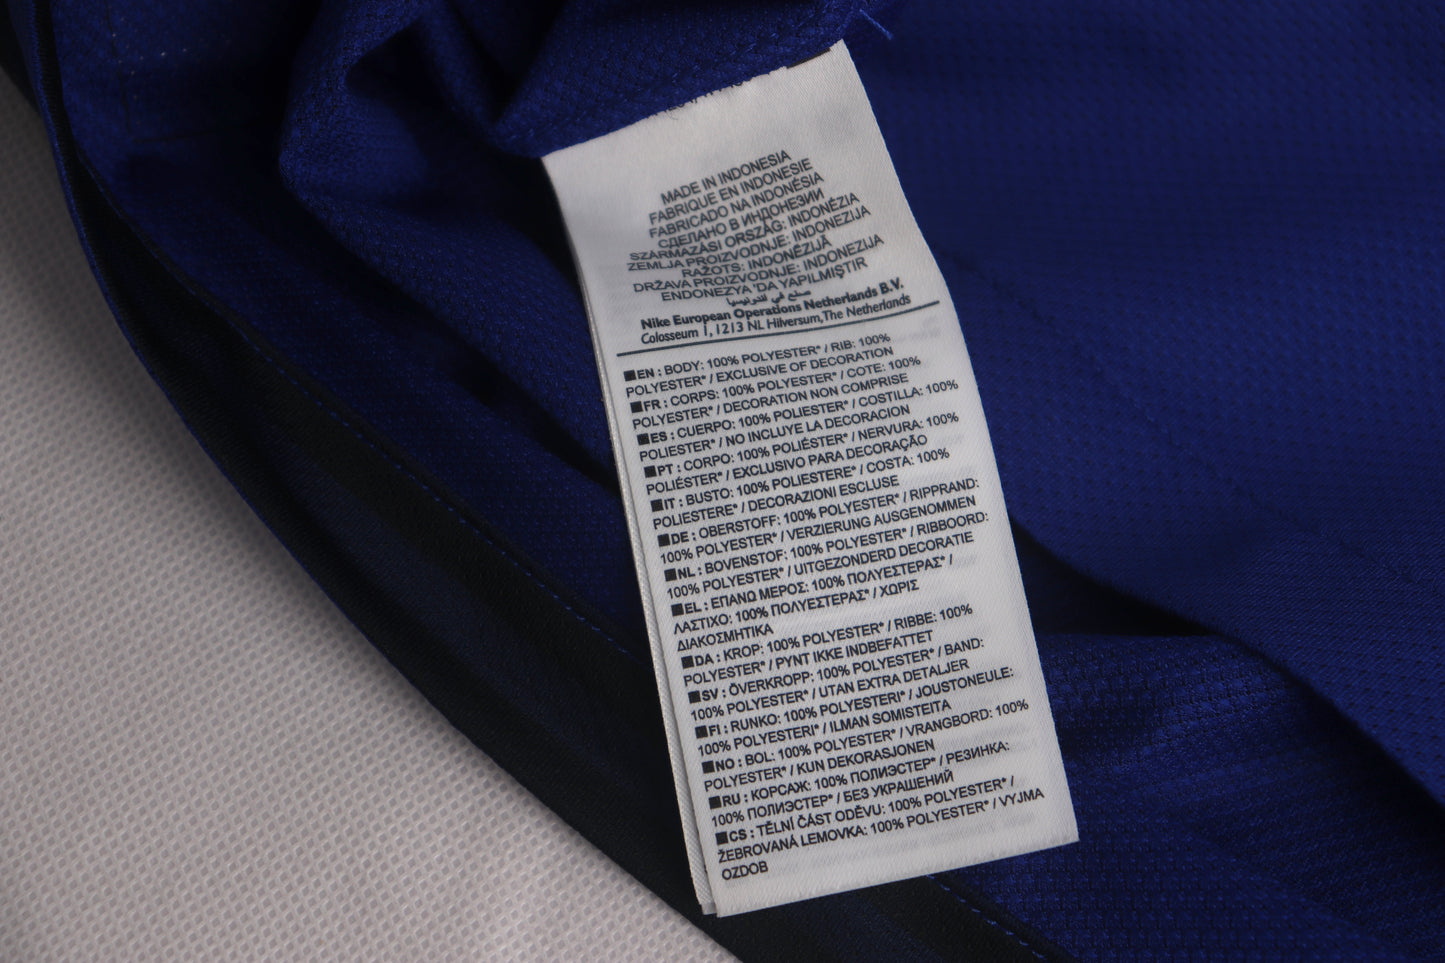 MADE IN INDONESIA
FABRIQUE EN INDONESIE
FABRICADO NA INDONÉSIA
СДЕЛАНО В ИНДОНЕЗИИ
SZÁRMAZÁSI ORSZÁG: INDONÉZIA
ZEMLJA PROIZVODNJE: INDONEZIJA
RAŽOTS: INDONĒZIJĀ
DRŽAVA PROIZVODNJE: INDONEZIJA
ENDONEZYA 'DA YAPILMIŞTIR
صنع في اندونيسيا
Nike European Operations Netherlands B.V.
Colosseum 1, 1213 NL Hilversum, The Netherlands
■EN : BODY: 100% POLYESTER* / RIB: 100%
POLYESTER* / EXCLUSIVE OF DECORATION
■FR : CORPS: 100% POLYESTER* / COTE: 100%
POLYESTER* / DECORATION NON COMPRISE
■ES : CUERPO: 100% POLIESTER* / COSTILLA: 100%
POLIESTER* / NO INCLUYE LA DECORACION
■PT : CORPO: 100% POLIÉSTER* / NERVURA: 100%
POLIÉSTER* / EXCLUSIVO PARA DECORAÇÃO
■IT : BUSTO: 100% POLIESTERE* / COSTA: 100%
POLIESTERE* / DECORAZIONI ESCLUSE
■DE : OBERSTOFF: 100% POLYESTER* / RIPPRAND:
100% POLYESTER* / VERZIERUNG AUSGENOMMEN
■NL : BOVENSTOF: 100% POLYESTER* / RIBBOORD:
100% POLYESTER* / UITGEZONDERD DECORATIE
■EL : ΕΠΑΝΩ ΜΕΡΟΣ: 100% ΠΟΛΥΕΣΤΕΡΑΣ* /
ΛΑΣΤΙΧΟ: 100% ΠΟΛΥΕΣΤΕΡΑΣ* / ΧΩΡΙΣ
ΔΙΑΚΟΣΜΗΤΙΚΑ
■DA : KROP: 100% POLYESTER* / RIBBE: 100%
POLYESTER* / PYNT IKKE INDBEFATTET
■SV : ÖVERKROPP: 100% POLYESTER* / BAND:
100% POLYESTER* / UTAN EXTRA DETALJER
■FI : RUNKO: 100% POLYESTERI* / JOUSTONEULE:
100% POLYESTERI* / ILMAN SOMISTEITA
■NO : BOL: 100% POLYESTER* / VRANGBORD: 100%
POLYESTER* / KUN DEKORASJONEN
■RU : КОРСАЖ: 100% ПОЛИЭСТЕР* / РЕЗИНКА:
100% ПОЛИЭСТЕР* / БЕЗ УКРАШЕНИЙ
■CS : TĚLNÍ ČÁST ODĚVU: 100% POLYESTER* /
ŽEBROVANÁ LEMOVKA: 100% POLYESTER* / VYJMA
OZDOB